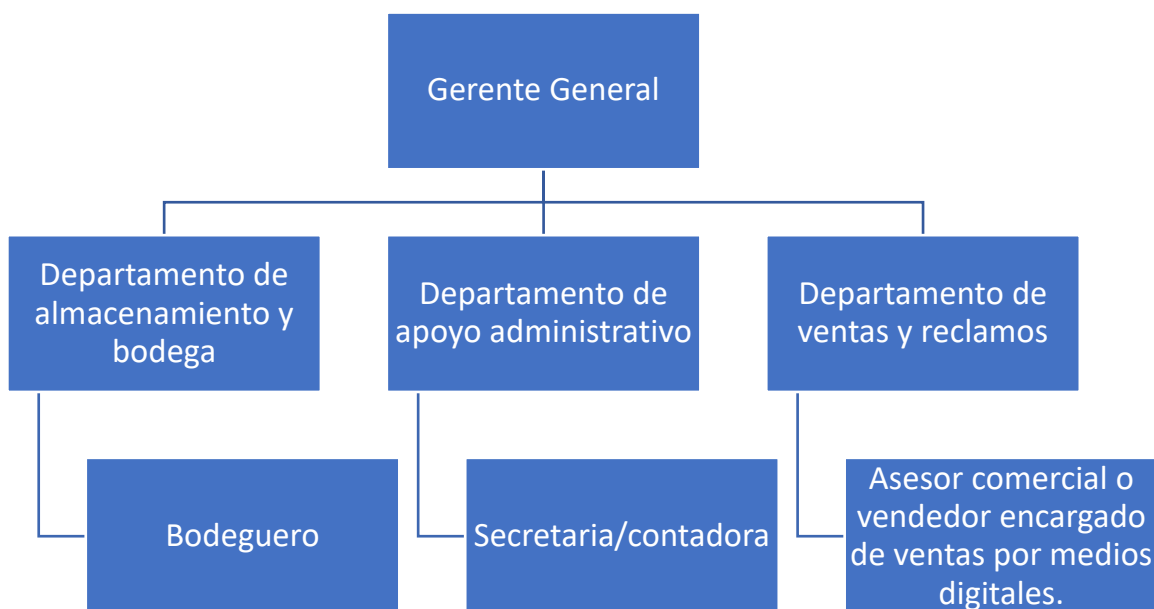 Gerente General
Departamento de
almacenamiento y
bodega
Departamento de
apoyo administrativo
Departamento de
ventas y reclamos
Bodeguero
Secretaria/contadora
Asesor comercial o
vendedor encargado
de ventas por medios
digitales.